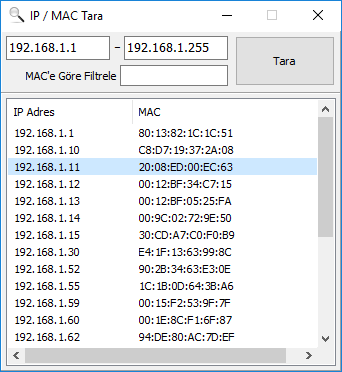 IP / MAC Tara
192.168.1.1 - 192.168.1.255
Tara
MAC'e Göre Filtrele
IP Adres MAC
192.168.1.1 80:13:82:1C:1C:51
192.168.1.10 C8:D7:19:37:2A:08
192.168.1.11 20:08:ED:00:EC:63
192.168.1.12 00:12:BF:34:C7:15
192.168.1.13 00:12:BF:05:25:FA
192.168.1.14 00:9C:02:72:9E:50
192.168.1.15 30:CD:A7:C0:F0:B9
192.168.1.30 E4:1F:13:63:99:8C
192.168.1.52 90:2B:34:63:E3:0E
192.168.1.55 1C:1B:0D:64:3B:A6
192.168.1.59 00:15:F2:53:9F:7F
192.168.1.60 00:1E:8C:F1:6F:87
192.168.1.62 94:DE:80:AC:7D:EF